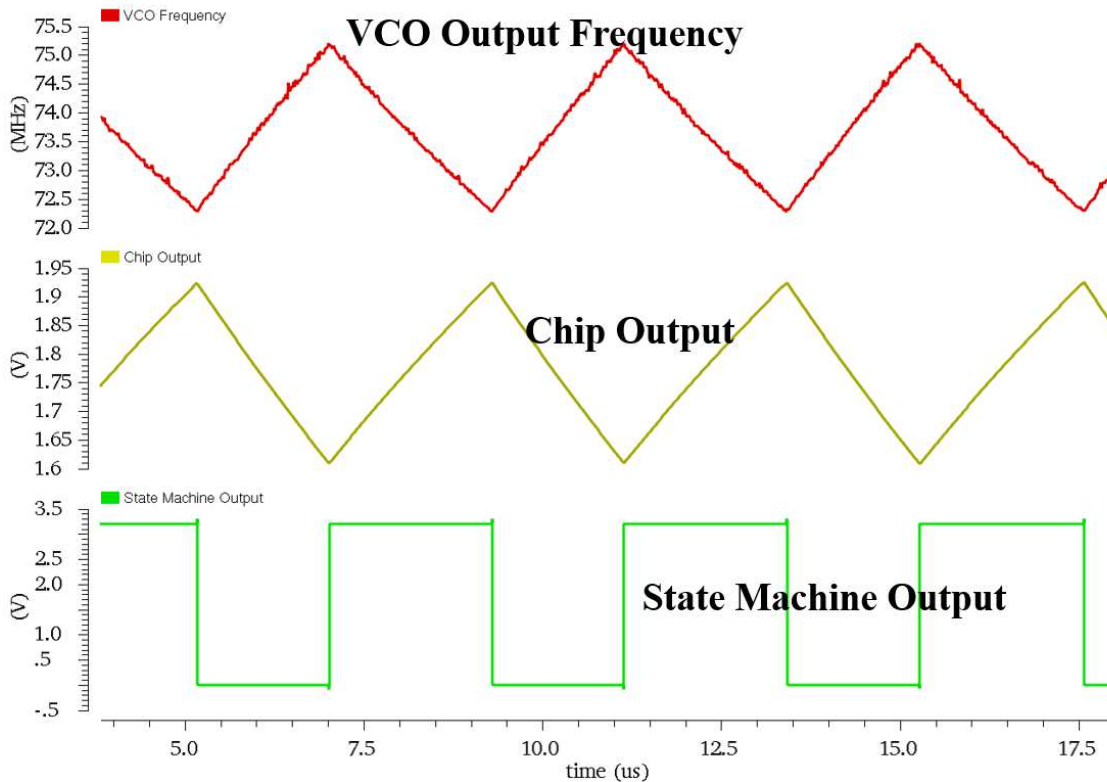 VCO Frequency
VCO Output Frequency
75.5
75.0
74.5
74.0
73.5
73.0
72.5
72.0
(MHz)
Chip Output
Chip Output
1.95
1.9
1.85
1.8
1.75
1.7
1.65
1.6
(V)
State Machine Output
State Machine Output
3.5
2.5
2.0
1.0
.5
-.5
(V)
5.0 7.5 10.0 12.5 15.0 17.5
time (us)